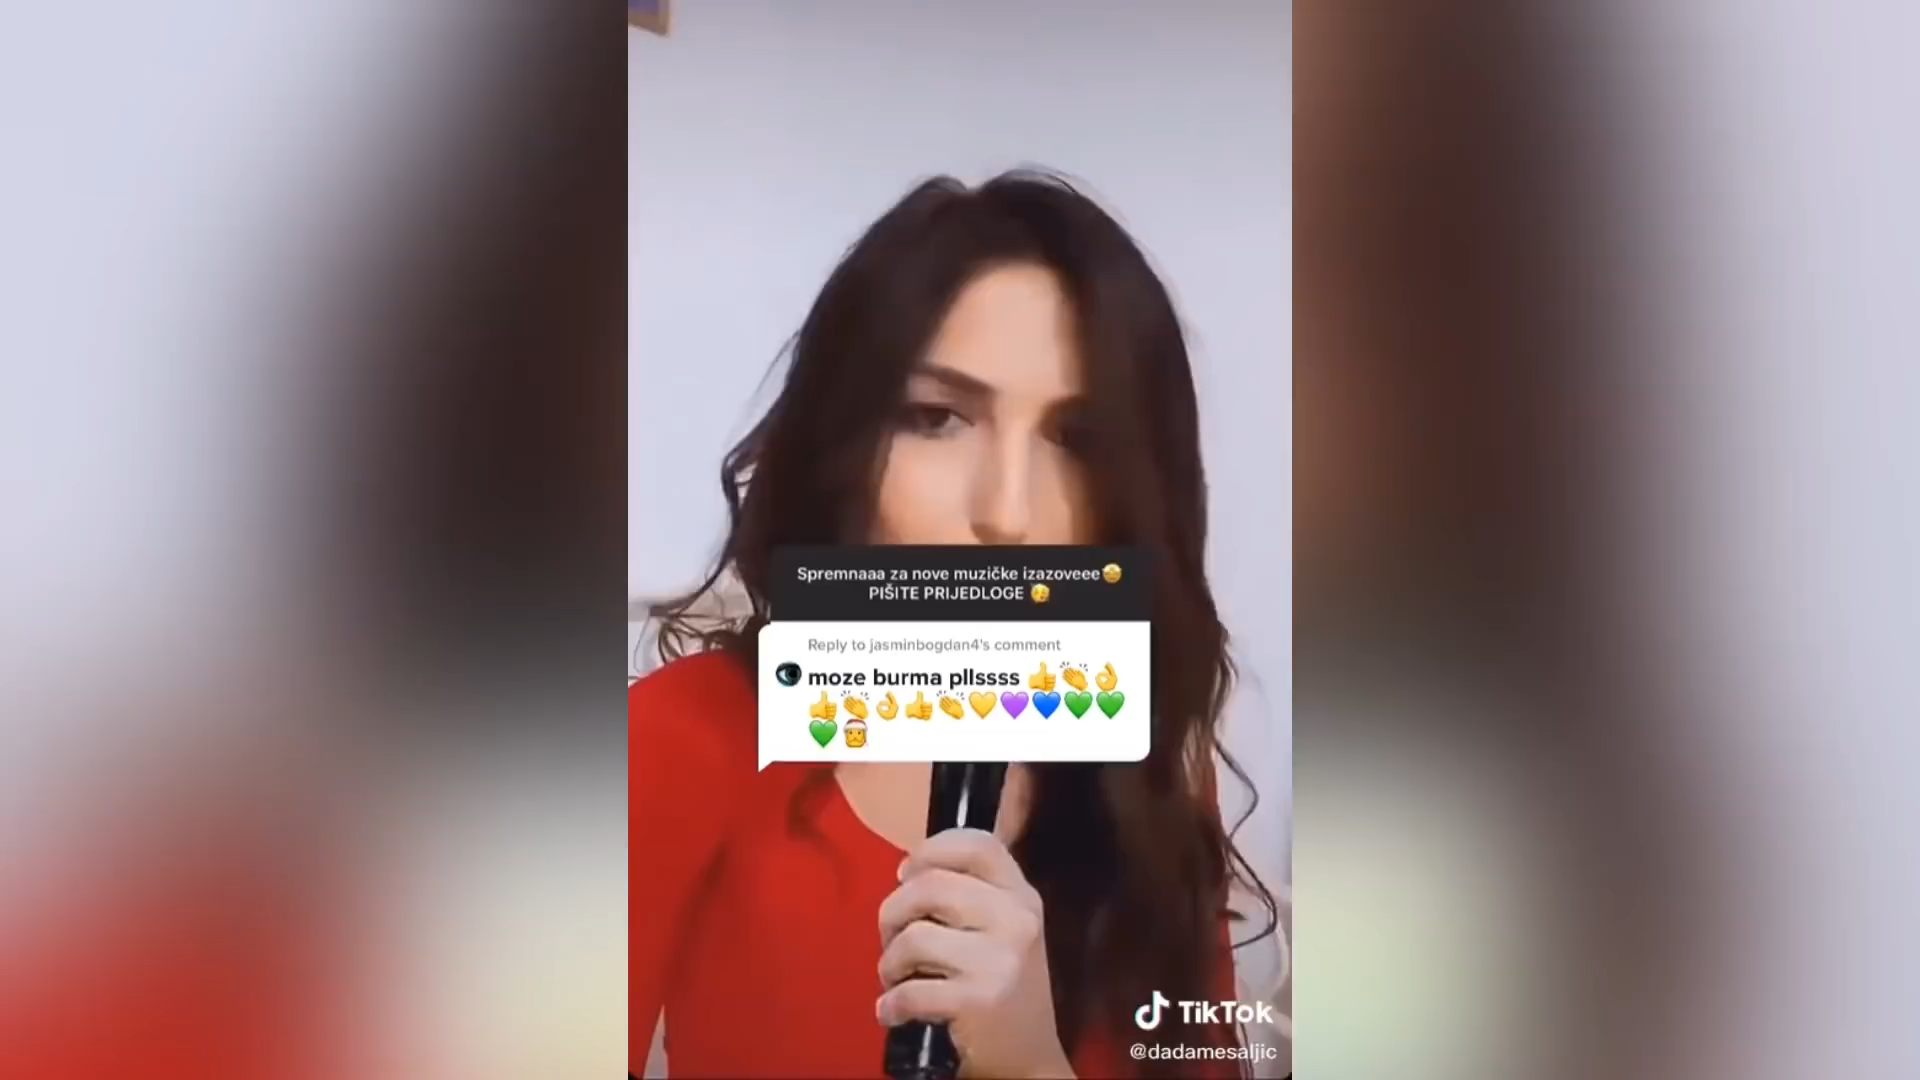 Spremnaaa za nove muzičke izazoveee🤩
PIŠITE PRIJEDLOGE 🥳
Reply to jasminbogdan4's comment
moze burma pllssss 👍👏👌
👍👏👌👍👏💛💜💙💚💚
💚🎅
TikTok
@dadamesaljic